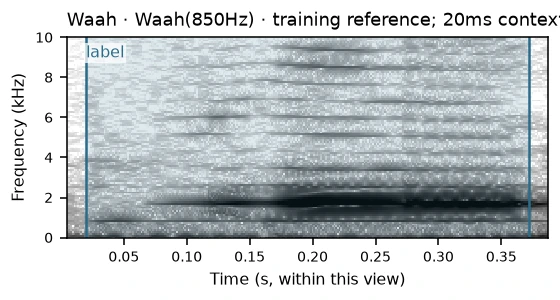 Waah · Waah(850Hz) · training reference; 20ms contex
label
10
8
6
4
2
0
Frequency (kHz)
0.05 0.10 0.15 0.20 0.25 0.30 0.35
Time (s, within this view)